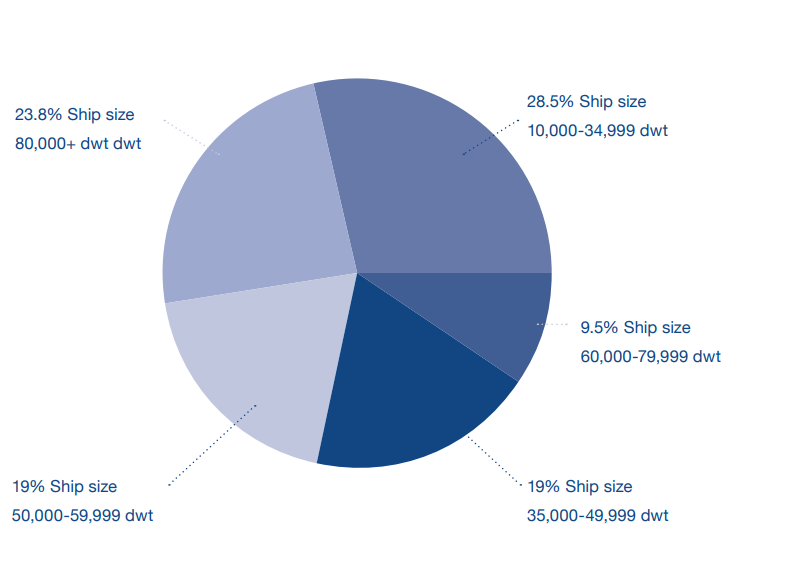 28.5% Ship size
10,000-34,999 dwt
23.8% Ship size
80,000+ dwt dwt
9.5% Ship size
60,000-79,999 dwt
19% Ship size
50,000-59,999 dwt
19% Ship size
35,000-49,999 dwt